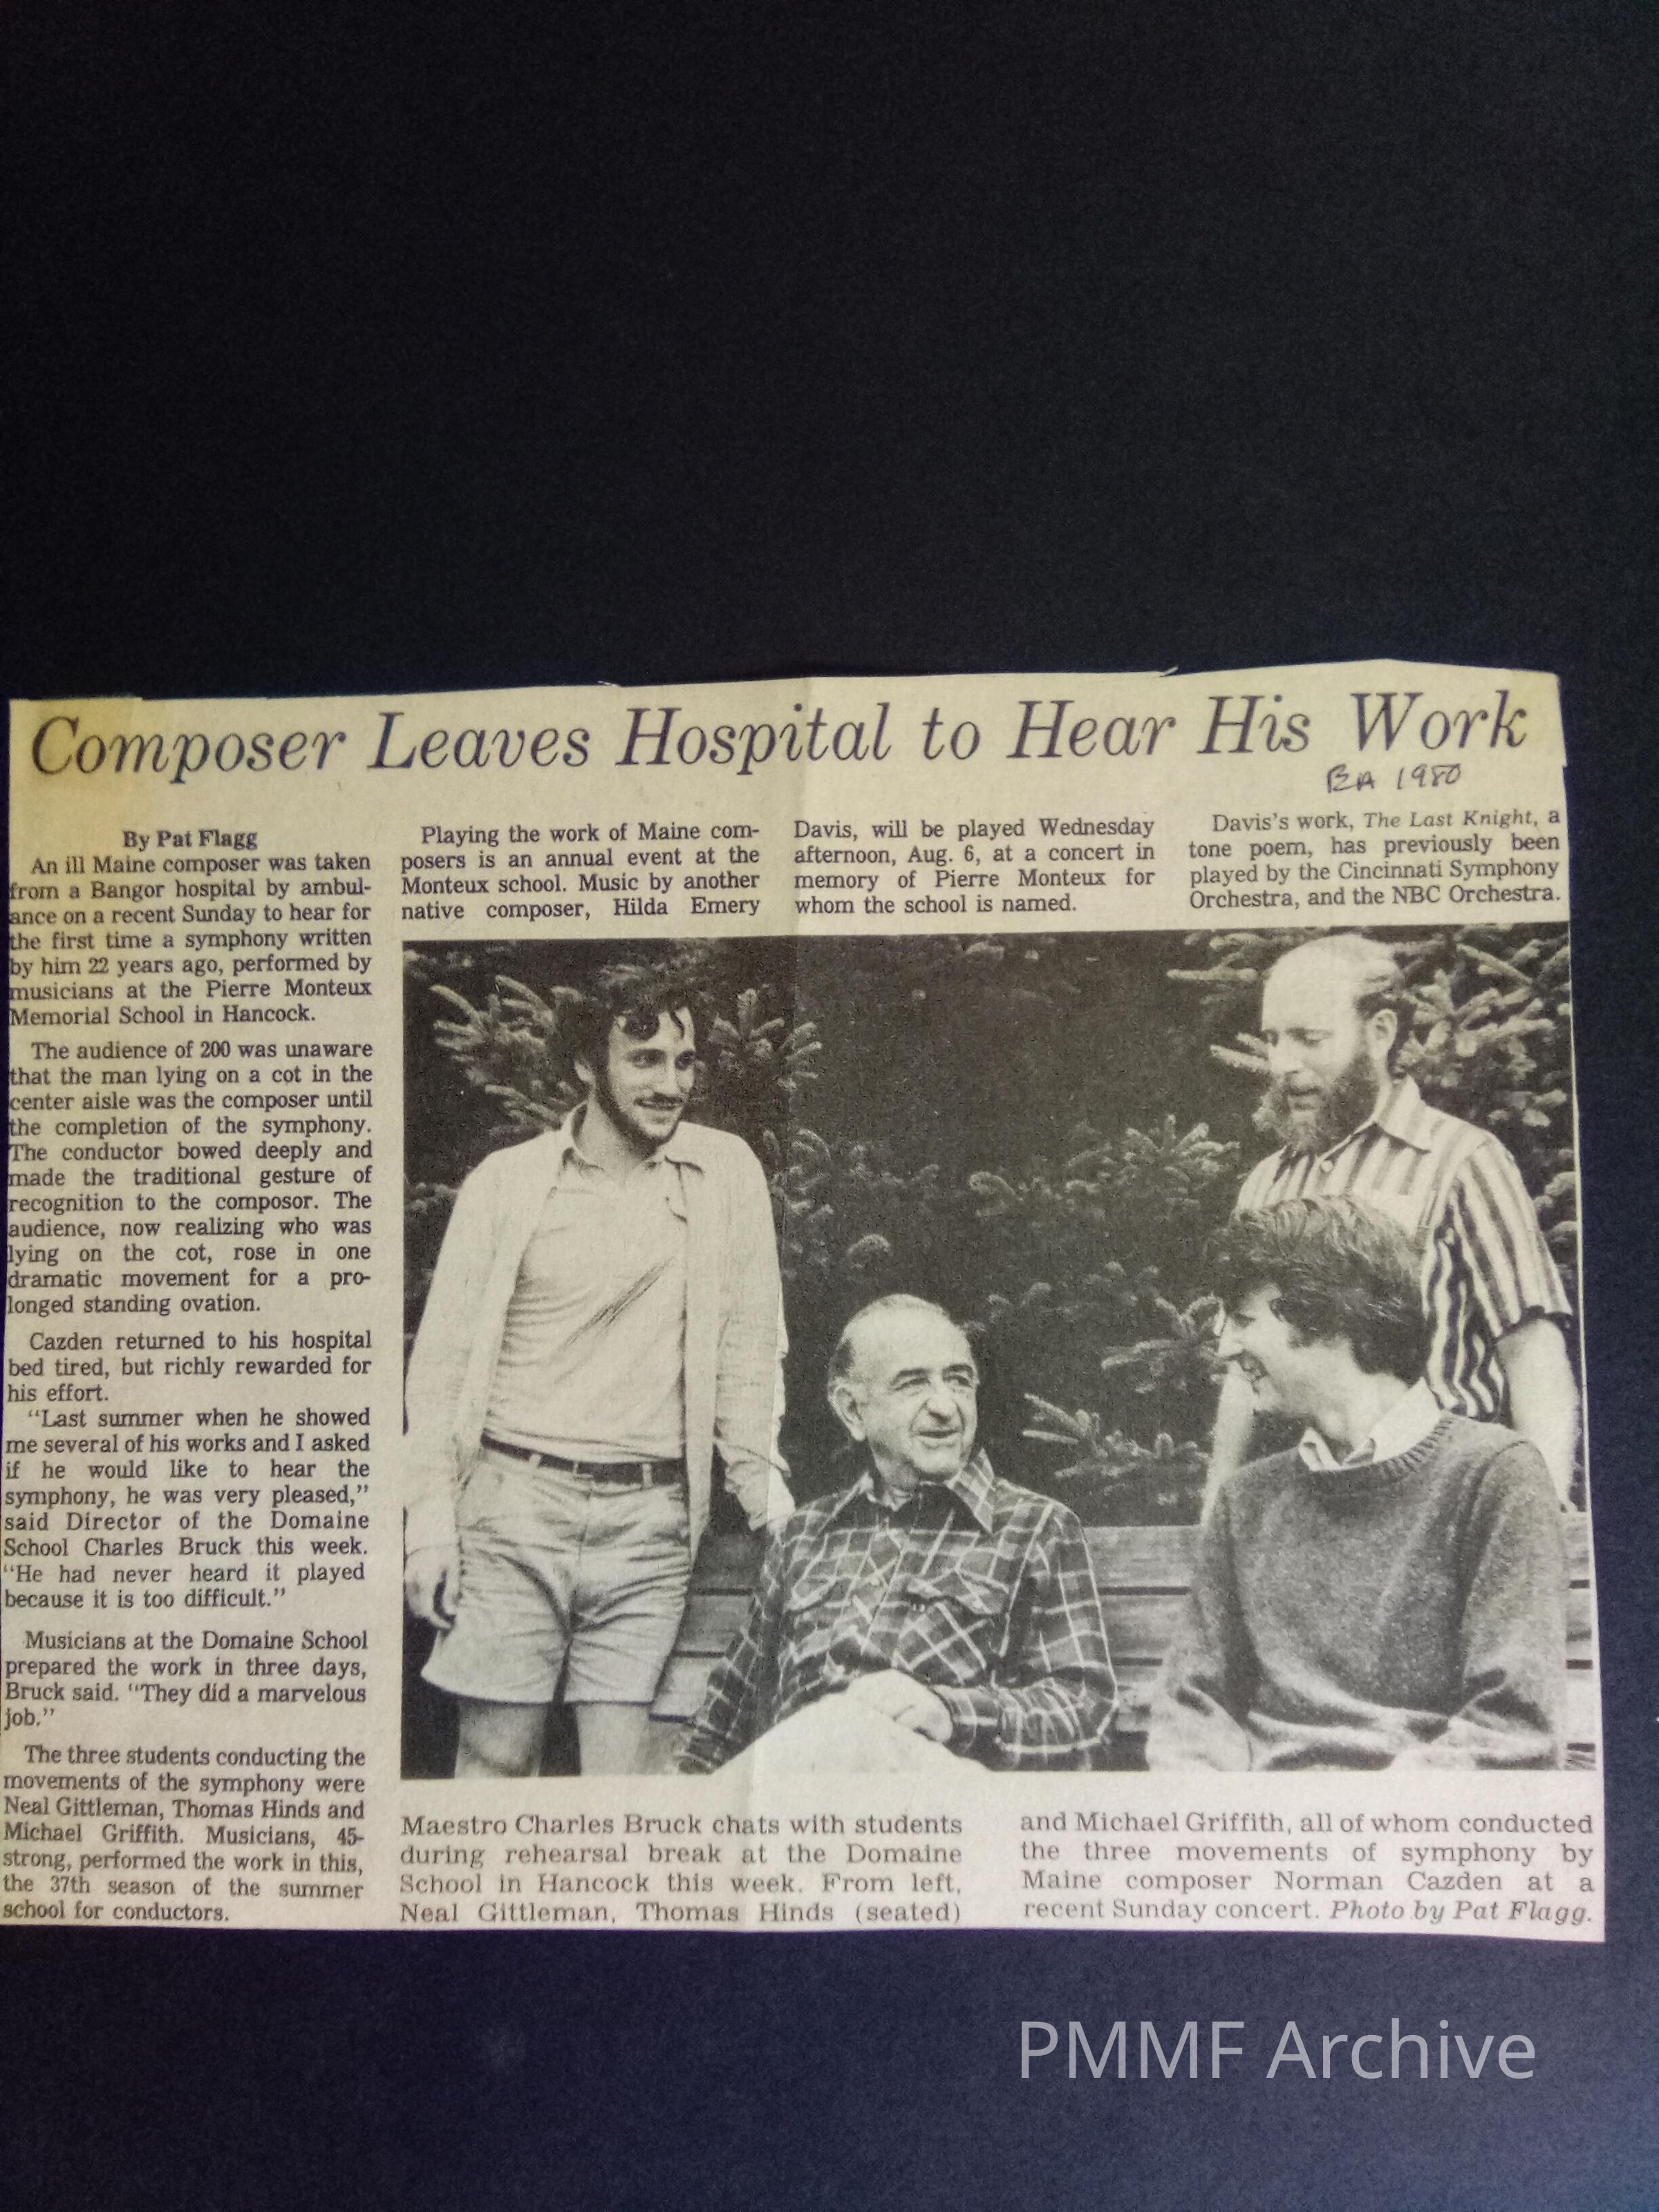 Composer Leaves Hospital to Hear His Work
BA 1980
By Pat Flagg
An ill Maine composer was taken
from a Bangor hospital by ambul-
ance on a recent Sunday to hear for
the first time a symphony written
by him 22 years ago, performed by
musicians at the Pierre Monteux
Memorial School in Hancock.
The audience of 200 was unaware
that the man lying on a cot in the
center aisle was the composer until
the completion of the symphony.
The conductor bowed deeply and
made the traditional gesture of
recognition to the composor. The
audience, now realizing who was
lying on the cot, rose in one
dramatic movement for a pro-
longed standing ovation.
Cazden returned to his hospital
bed tired, but richly rewarded for
his effort.
"Last summer when he showed
me several of his works and I asked
if he would like to hear the
symphony, he was very pleased,"
said Director of the Domaine
School Charles Bruck this week.
"He had never heard it played
because it is too difficult."
Musicians at the Domaine School
prepared the work in three days,
Bruck said. "They did a marvelous
job."
The three students conducting the
movements of the symphony were
Neal Gittleman, Thomas Hinds and
Michael Griffith. Musicians, 45-
strong, performed the work in this,
the 37th season of the summer
school for conductors.
Playing the work of Maine com-
posers is an annual event at the
Monteux school. Music by another
native composer, Hilda Emery
Davis, will be played Wednesday
afternoon, Aug. 6, at a concert in
memory of Pierre Monteux for
whom the school is named.
Davis's work, The Last Knight, a
tone poem, has previously been
played by the Cincinnati Symphony
Orchestra, and the NBC Orchestra.
Maestro Charles Bruck chats with students
during rehearsal break at the Domaine
School in Hancock this week. From left,
Neal Gittleman, Thomas Hinds (seated)
and Michael Griffith, all of whom conducted
the three movements of symphony by
Maine composer Norman Cazden at a
recent Sunday concert. Photo by Pat Flagg.
PMMF Archive